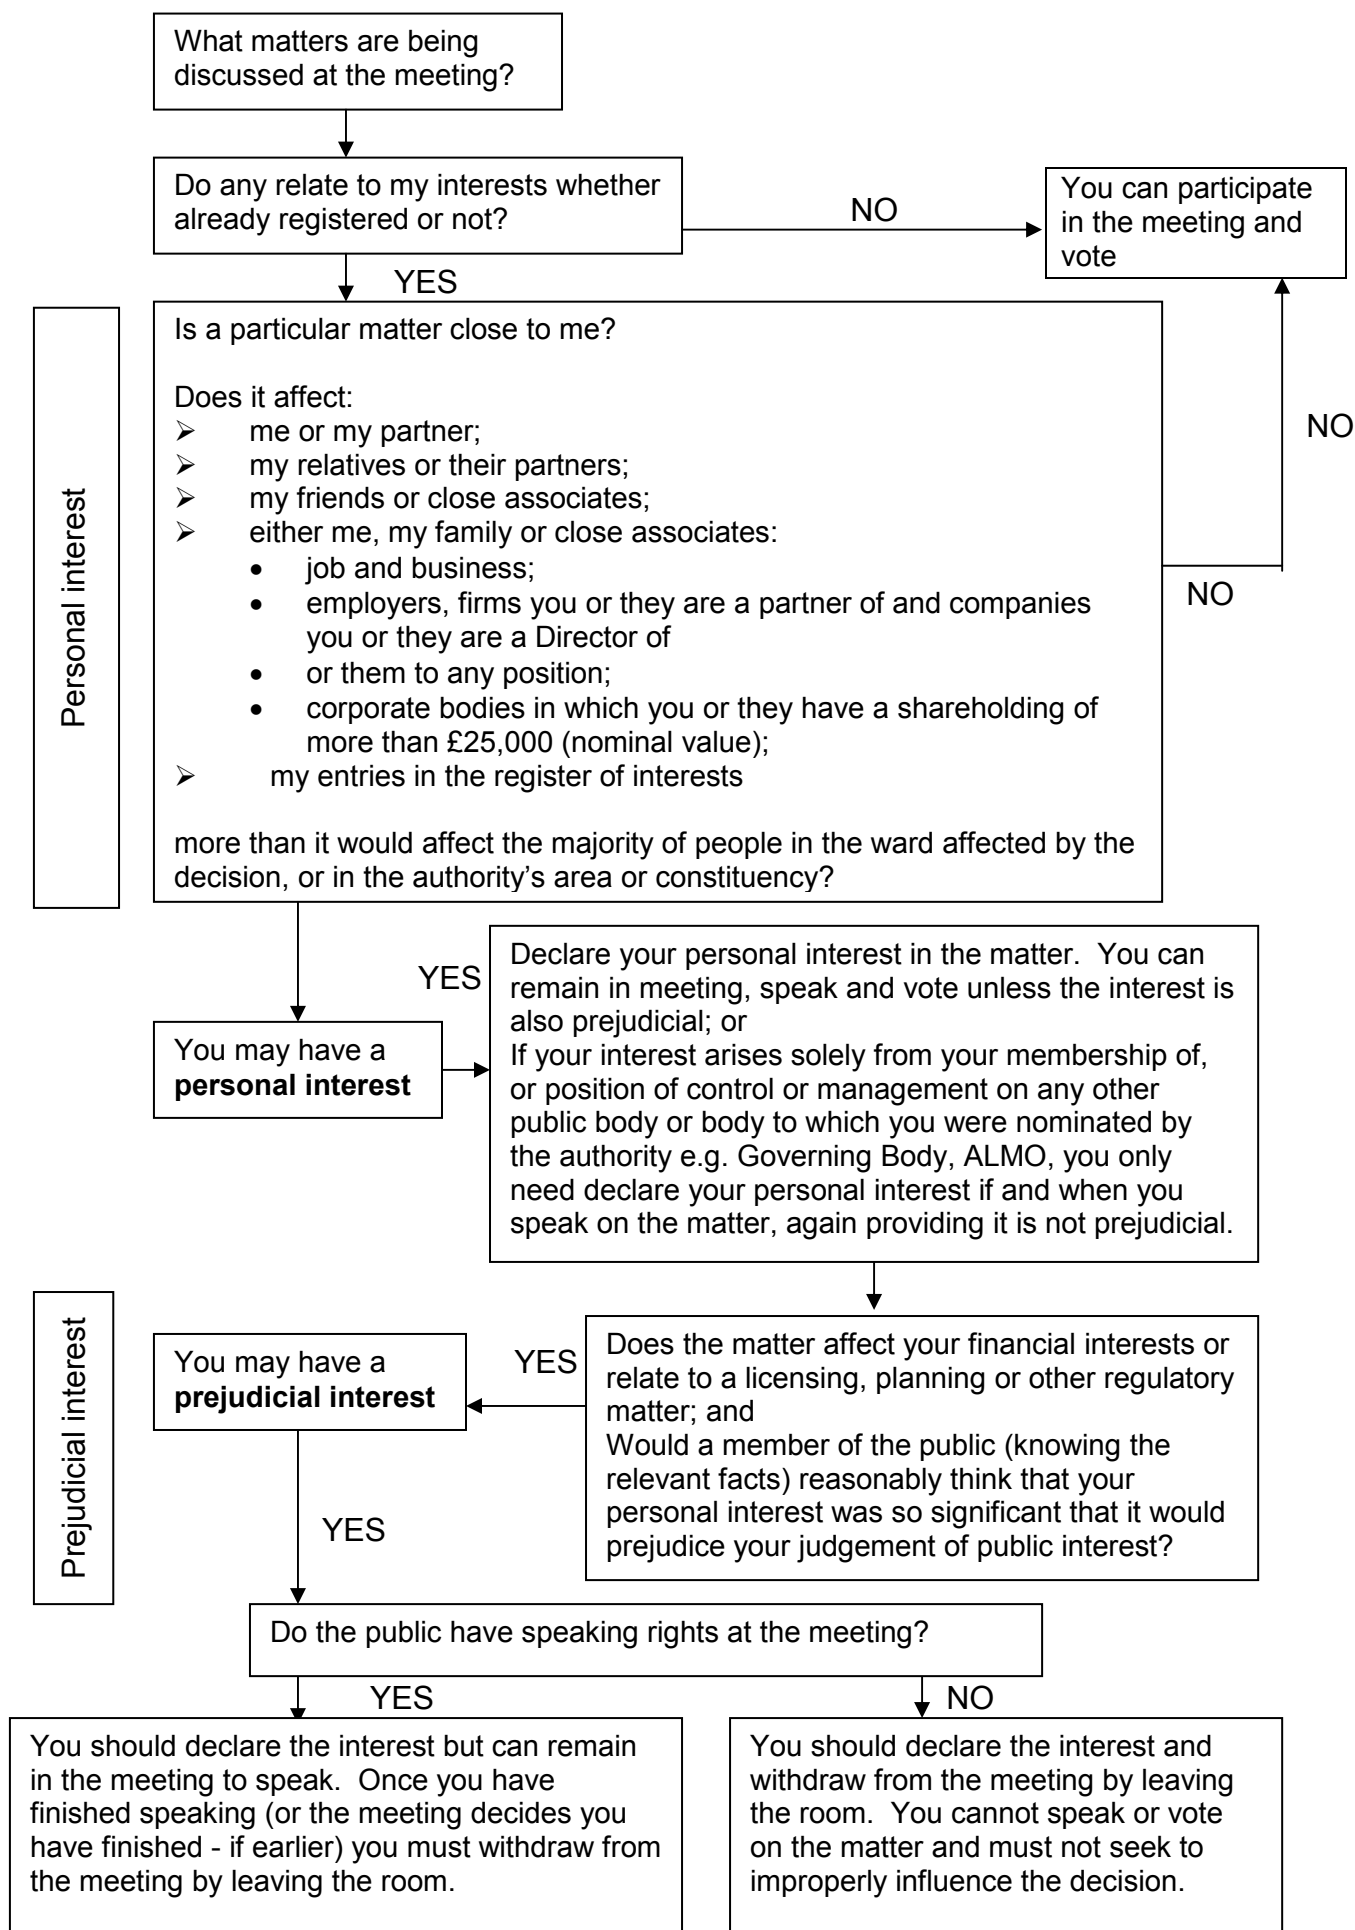 What matters are being
discussed at the meeting?
Do any relate to my interests whether
already registered or not?
NO
You can participate
in the meeting and
vote
YES
Personal interest
Is a particular matter close to me?
Does it affect:
➢ me or my partner;
➢ my relatives or their partners;
➢ my friends or close associates;
➢ either me, my family or close associates:
• job and business;
• employers, firms you or they are a partner of and companies
you or they are a Director of
• or them to any position;
• corporate bodies in which you or they have a shareholding of
more than £25,000 (nominal value);
➢ my entries in the register of interests
more than it would affect the majority of people in the ward affected by the
decision, or in the authority's area or constituency?
NO
NO
YES
You may have a
personal interest
Declare your personal interest in the matter. You can
remain in meeting, speak and vote unless the interest is
also prejudicial; or
If your interest arises solely from your membership of,
or position of control or management on any other
public body or body to which you were nominated by
the authority e.g. Governing Body, ALMO, you only
need declare your personal interest if and when you
speak on the matter, again providing it is not prejudicial.
Prejudicial interest
You may have a
prejudicial interest
YES
Does the matter affect your financial interests or
relate to a licensing, planning or other regulatory
matter; and
Would a member of the public (knowing the
relevant facts) reasonably think that your
personal interest was so significant that it would
prejudice your judgement of public interest?
YES
Do the public have speaking rights at the meeting?
YES
NO
You should declare the interest but can remain
in the meeting to speak. Once you have
finished speaking (or the meeting decides you
have finished - if earlier) you must withdraw from
the meeting by leaving the room.
You should declare the interest and
withdraw from the meeting by leaving
the room. You cannot speak or vote
on the matter and must not seek to
improperly influence the decision.